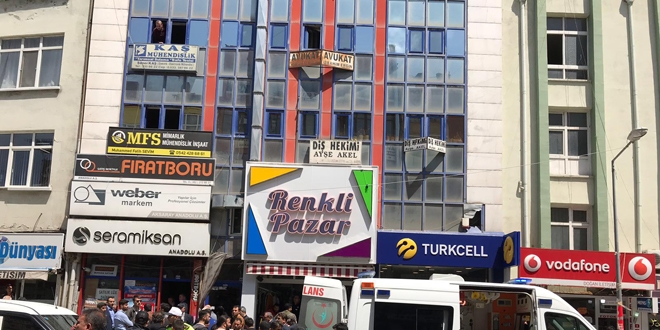 KAŞ
MÜHENDİSLİK
AVUKAT
AVUKAT
MFS
MİMARLIK
MÜHENDİSLİK
İNŞAAT
FIRATBORU
weber
markem
seramiksan
ANADOLU A.Ş.
Dünyası
DİŞ HEKİMİ
AYŞE AKEL
DİŞ HEKİMİ
Renkli
Pazar
TURKCELL
vodafone
LANS